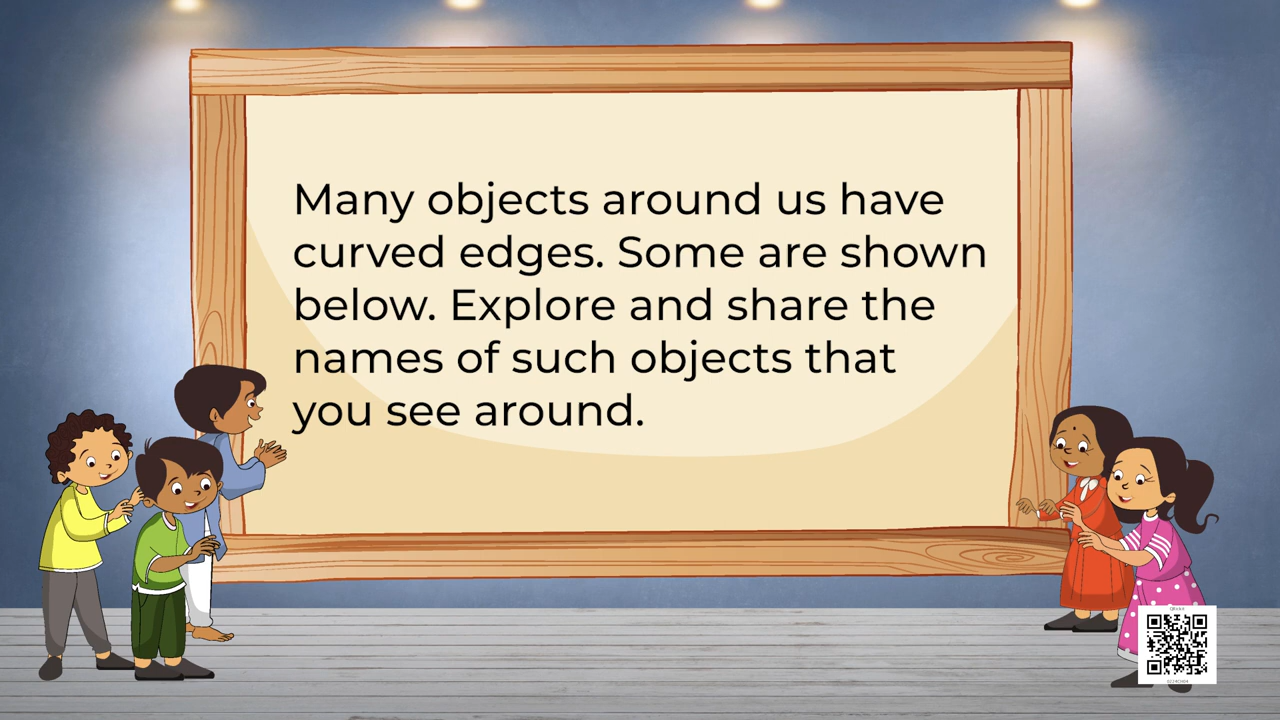 Many objects around us have
curved edges. Some are shown
below. Explore and share the
names of such objects that
you see around.